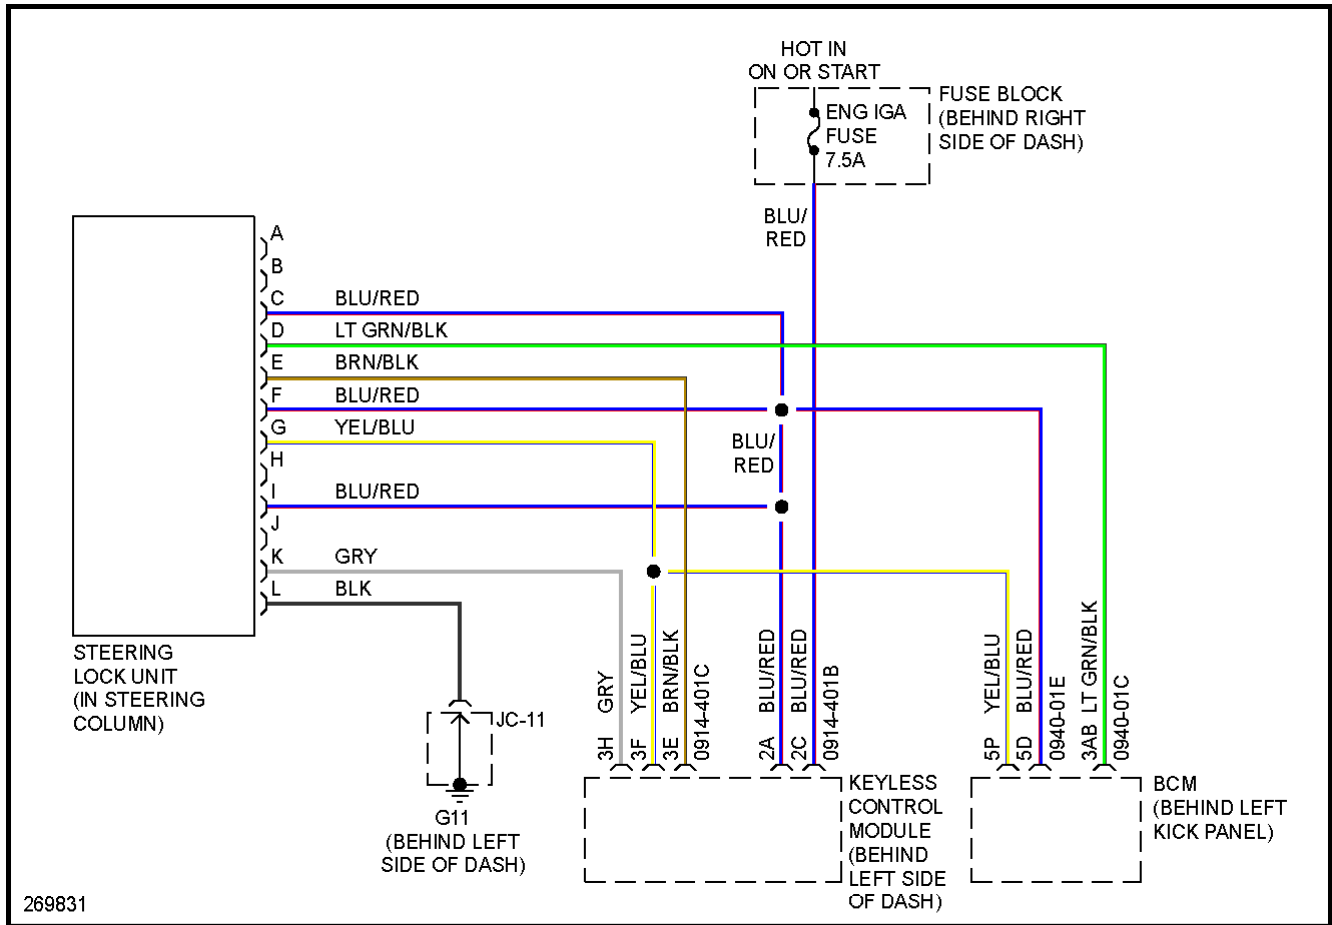 HOT IN
ON OR START
ENG IGA
FUSE
7.5A
FUSE BLOCK
(BEHIND RIGHT
SIDE OF DASH)
BLU/
RED
A
B
C BLU/RED
D LT GRN/BLK
E BRN/BLK
F BLU/RED
G YEL/BLU
H
I BLU/RED
J
K GRY
L BLK
BLU/
RED
STEERING
LOCK UNIT
(IN STEERING
COLUMN)
JC-11
G11
(BEHIND LEFT
SIDE OF DASH)
3H GRY
3F YEL/BLU
3E BRN/BLK
0914-401C
2A BLU/RED
2C BLU/RED
0914-401B
5P YEL/BLU
5D BLU/RED
0940-01E
3AB LT GRN/BLK
0940-01C
KEYLESS
CONTROL
MODULE
(BEHIND
LEFT SIDE
OF DASH)
BCM
(BEHIND LEFT
KICK PANEL)
269831